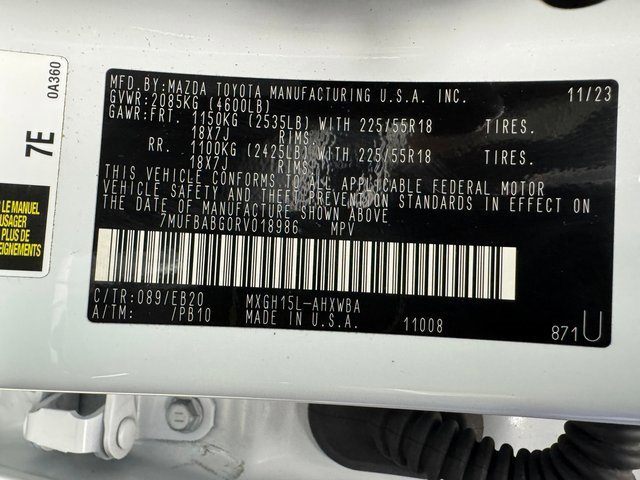 MFD.BY:MAZDA TOYOTA MANUFACTURING U.S.A. INC. 11/23
GVWR:2085KG (4600LB)
GAWR:FRT. 1150KG (2535LB) WITH 225/55R18 TIRES.
18X7J RIMS.
RR. 1100KG (2425LB) WITH 225/55R18 TIRES.
18X7J RIMS.
THIS VEHICLE CONFORMS TO ALL APPLICABLE FEDERAL MOTOR
VEHICLE SAFETY AND THEFT PREVENTION STANDARDS IN EFFECT ON
THE DATE OF MANUFACTURE SHOWN ABOVE
7MUFBABG0RV018986 MPV
C/TR:089/EB20 MXGH15L-AHXWBA
A/TM: /PB10 MADE IN U.S.A. 11008 871U
7E 0A360
LE MANUEL
USAGER
PLUS DE
EIGNEMENTS